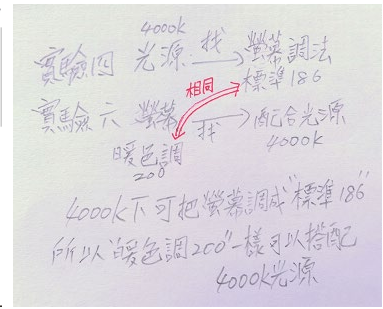 4000k
實驗四 光源 找→ 螢幕調法
標準186
相同
實驗六 螢幕 找→ 配合光源
暖色調 4000k
200
4000k下可把螢幕調成"標準186"
所以"暖色調200"一樣可以搭配
4000k光源